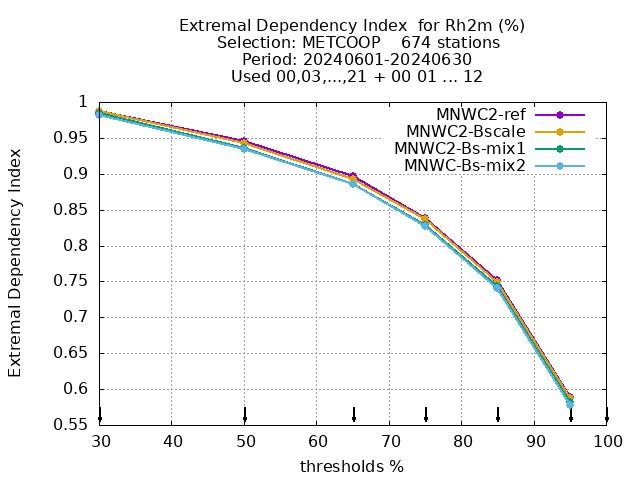 Extremal Dependency Index  for Rh2m (%)
Selection: METCOOP    674 stations
Period: 20240601-20240630
Used 00,03,...,21 + 00 01 ... 12
MNWC2-ref
MNWC2-Bscale
MNWC2-Bs-mix1
MNWC-Bs-mix2
Extremal Dependency Index
1
0.95
0.9
0.85
0.8
0.75
0.7
0.65
0.6
0.55
30 40 50 60 70 80 90 100
thresholds %